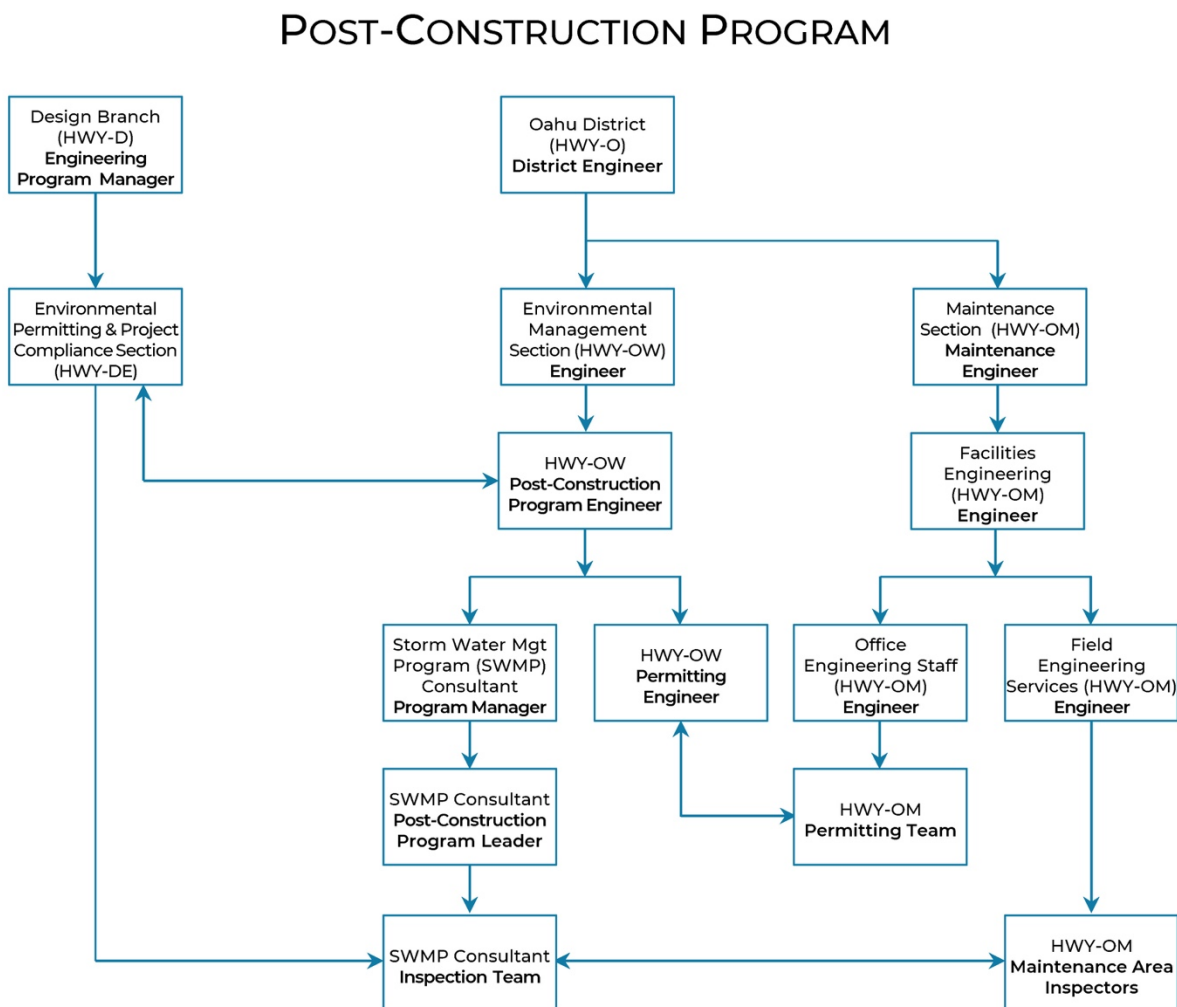 POST-CONSTRUCTION PROGRAM
Design Branch
(HWY-D)
Engineering
Program Manager
Oahu District
(HWY-O)
District Engineer
Environmental
Permitting & Project
Compliance Section
(HWY-DE)
Environmental
Management
Section (HWY-OW)
Engineer
Maintenance
Section (HWY-OM)
Maintenance
Engineer
HWY-OW
Post-Construction
Program Engineer
Facilities
Engineering
(HWY-OM)
Engineer
Storm Water Mgt
Program (SWMP)
Consultant
Program Manager
HWY-OW
Permitting
Engineer
Office
Engineering Staff
(HWY-OM)
Engineer
Field
Engineering
Services (HWY-OM)
Engineer
SWMP Consultant
Post-Construction
Program Leader
HWY-OM
Permitting Team
SWMP Consultant
Inspection Team
HWY-OM
Maintenance Area
Inspectors